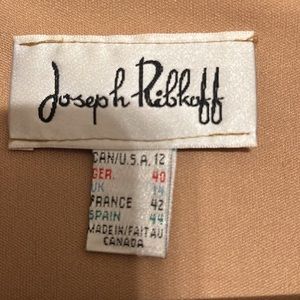 Joseph Ribkoff
CAN/U.S.A. 12
GER. 40
UK 14
FRANCE 42
SPAIN 44
MADE IN/FAIT AU
CANADA